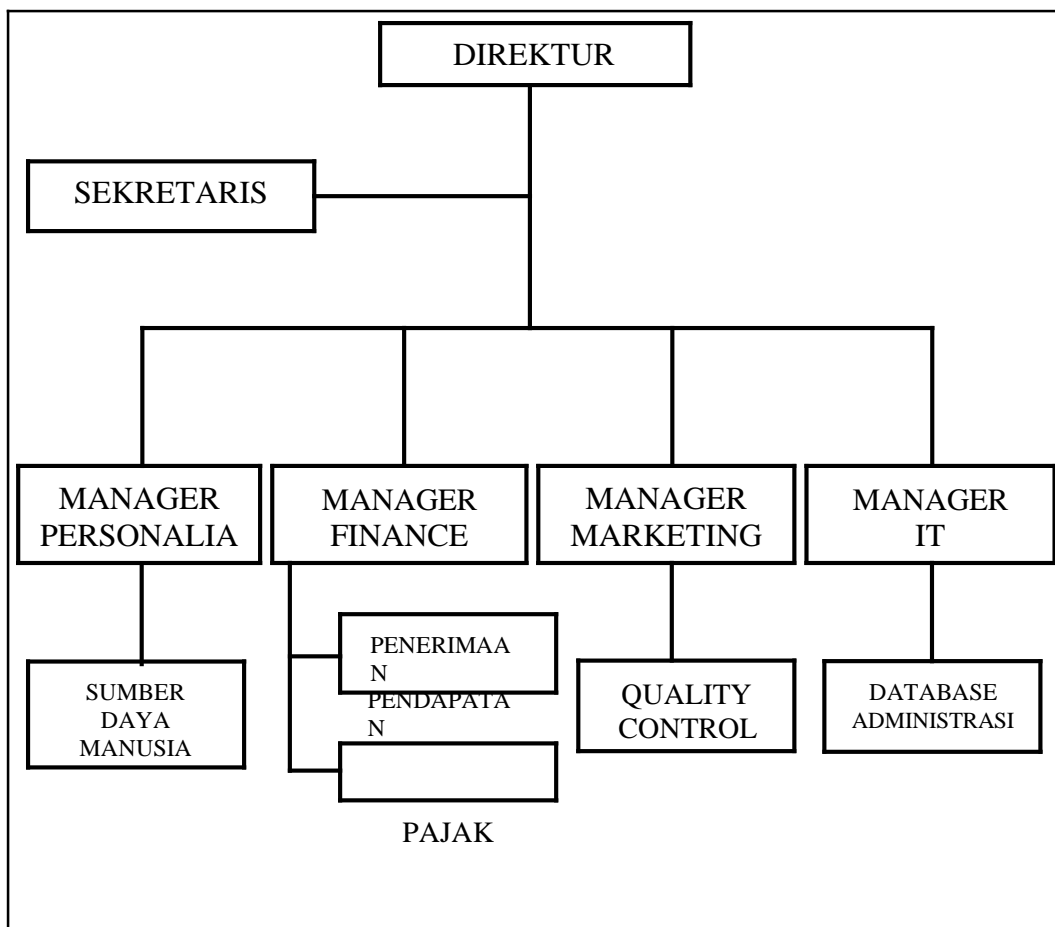 DIREKTUR
SEKRETARIS
MANAGER
PERSONALIA
MANAGER
FINANCE
MANAGER
MARKETING
MANAGER
IT
SUMBER
DAYA
MANUSIA
PENERIMAA
N
PENDAPATA
N
PAJAK
QUALITY
CONTROL
DATABASE
ADMINISTRASI